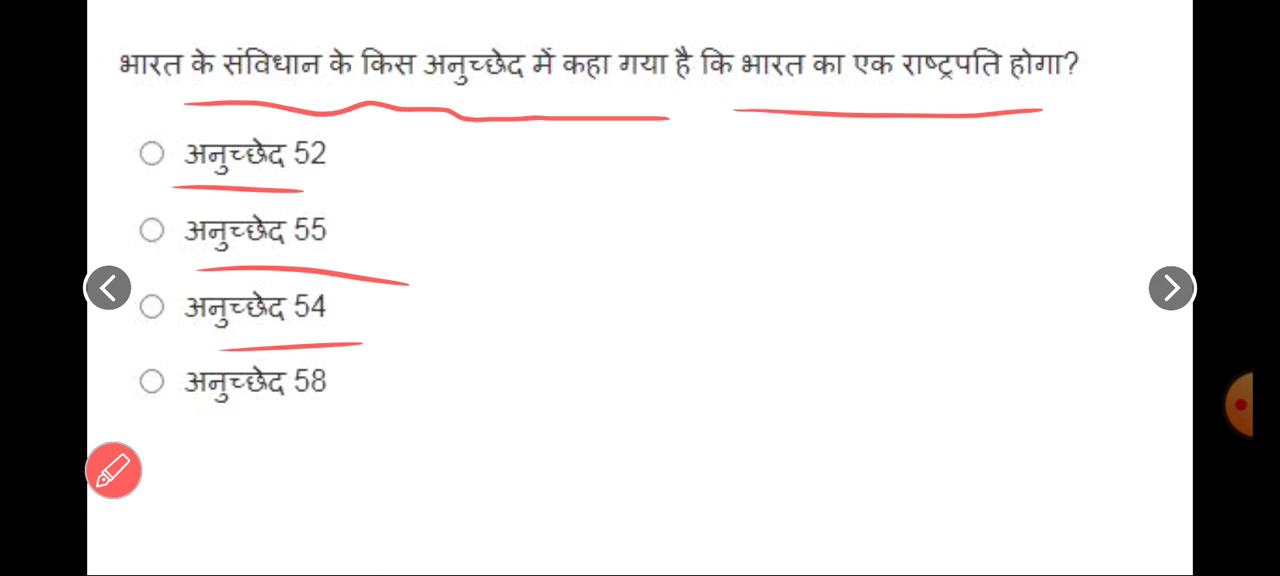 भारत के संविधान के किस अनुच्छेद में कहा गया है कि भारत का एक राष्ट्रपति होगा?
अनुच्छेद 52
अनुच्छेद 55
अनुच्छेद 54
अनुच्छेद 58